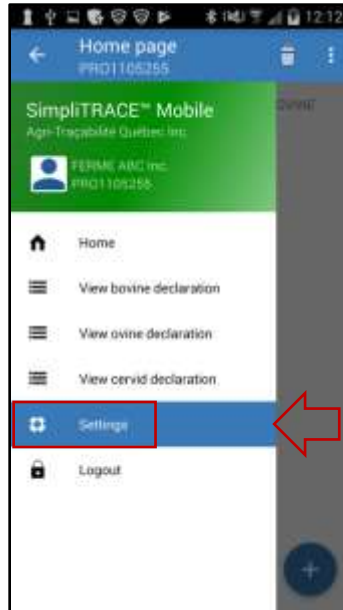 12:12
Home page
PRO1105255
SimpliTRACE™ Mobile
Agri-Traçabilité Québec Inc.
FERME ABC Inc.
PRO1105255
Home
View bovine declaration
View ovine declaration
View cervid declaration
Settings
Logout